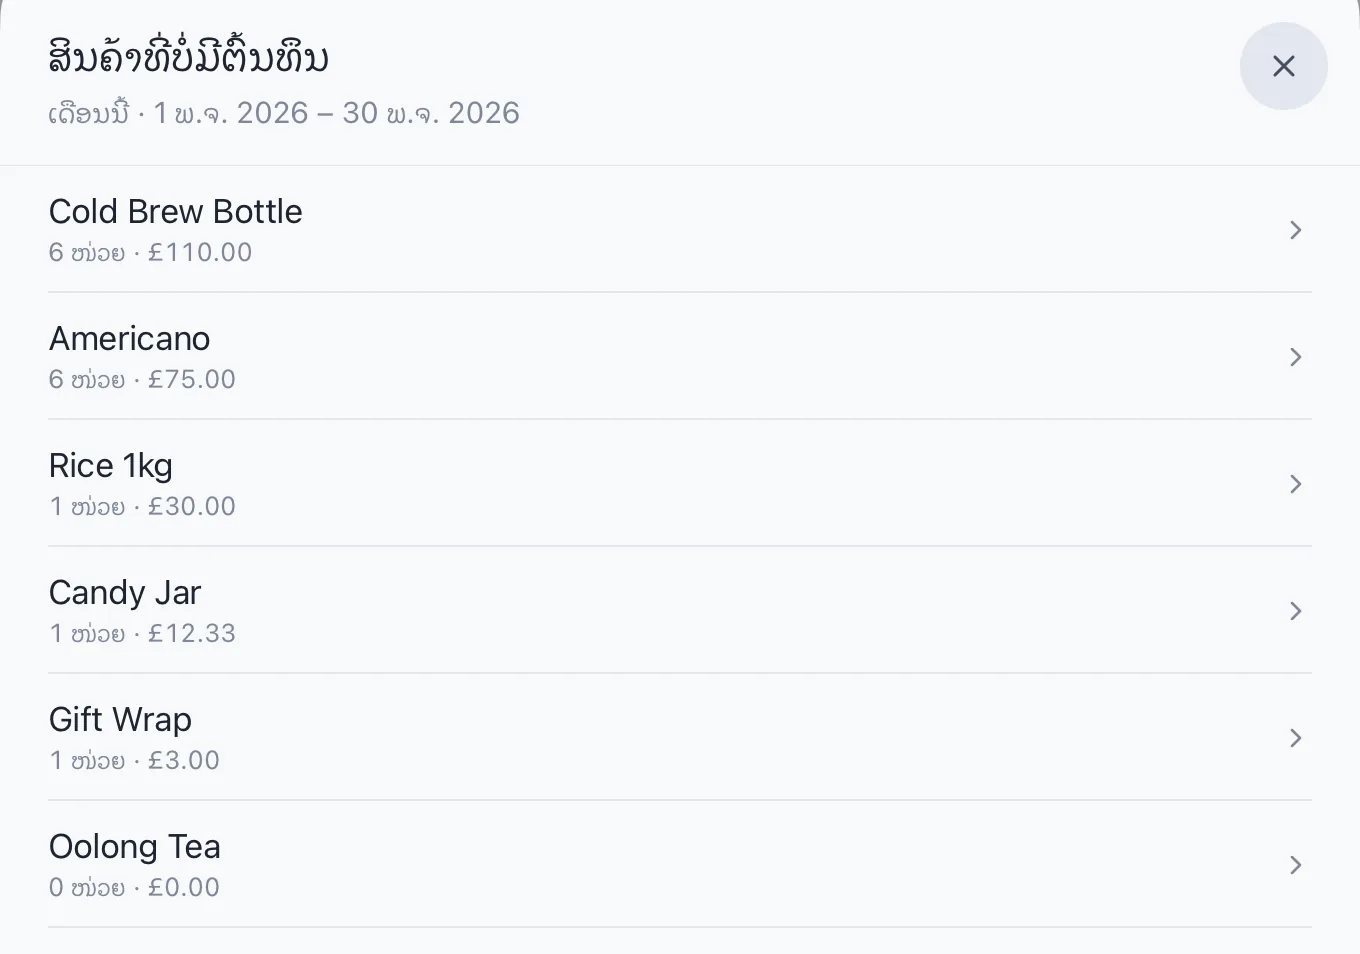 ສິນຄ້າທີ່ບໍ່ມີຕົ້ນທຶນ
ເດືອນນີ້ · 1 ພ.ຈ. 2026 – 30 ພ.ຈ. 2026
Cold Brew Bottle
6 ໜ່ວຍ · £110.00
Americano
6 ໜ່ວຍ · £75.00
Rice 1kg
1 ໜ່ວຍ · £30.00
Candy Jar
1 ໜ່ວຍ · £12.33
Gift Wrap
1 ໜ່ວຍ · £3.00
Oolong Tea
0 ໜ່ວຍ · £0.00